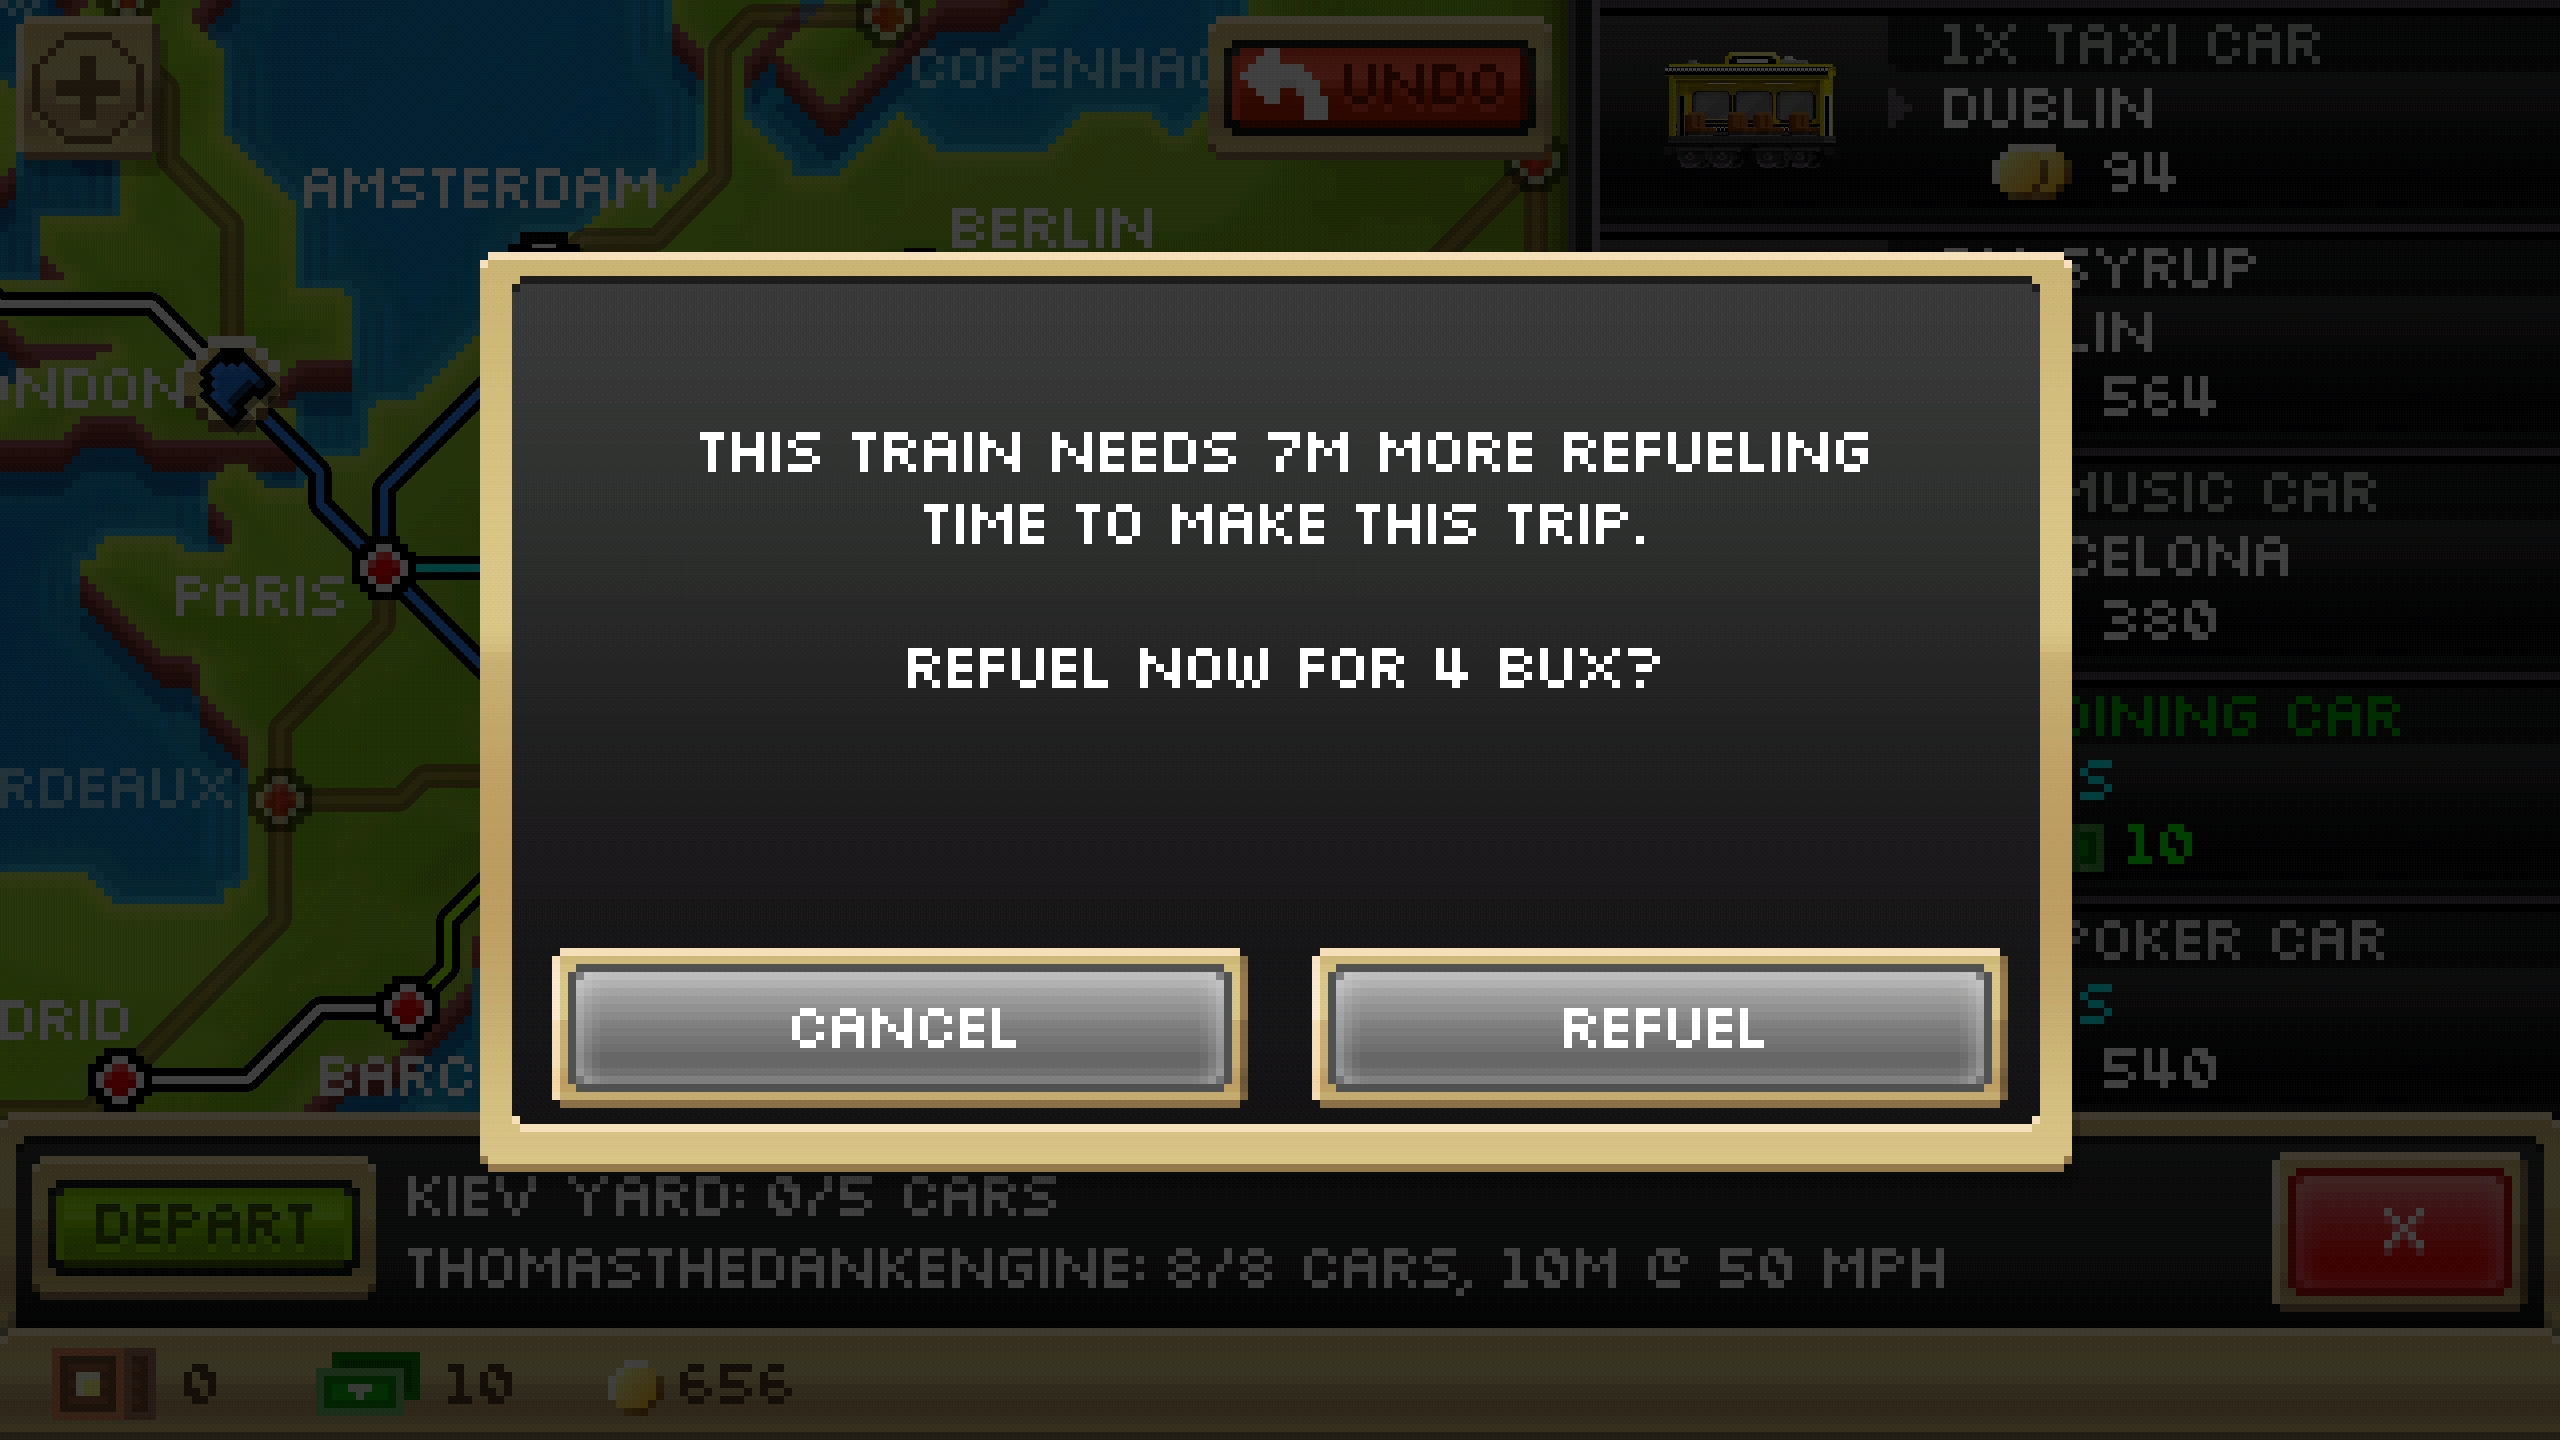 COPENHAG
UNDO
AMSTERDAM
BERLIN
ONDON
PARIS
RDEAUX
DRID
BARC
1X TAXI CAR
DUBLIN
94
SYRUP
LIN
564
MUSIC CAR
CELONA
380
DINING CAR
S
10
POKER CAR
S
540
THIS TRAIN NEEDS 7M MORE REFUELING
TIME TO MAKE THIS TRIP.
REFUEL NOW FOR 4 BUX?
CANCEL
REFUEL
DEPART
KIEV YARD: 0/5 CARS
THOMASTHEDANKENGINE: 8/8 CARS, 10M @ 50 MPH
X
0
10
656